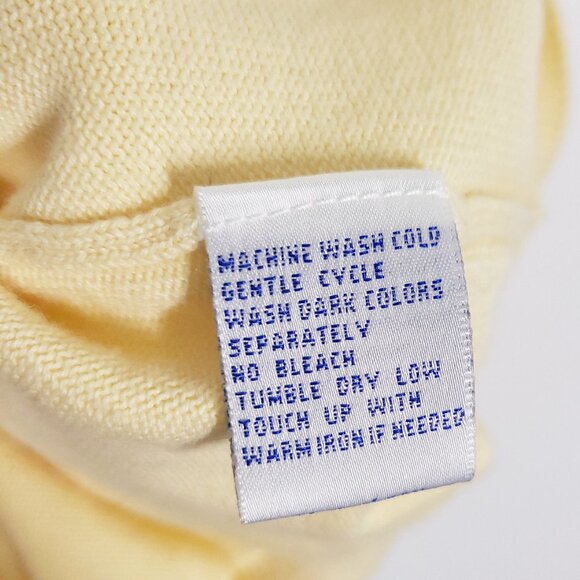 MACHINE WASH COLD
GENTLE CYCLE
WASH DARK COLORS
SEPARATELY
NO BLEACH
TUMBLE DRY LOW
TOUCH UP WITH
WARM IRON IF NEEDED